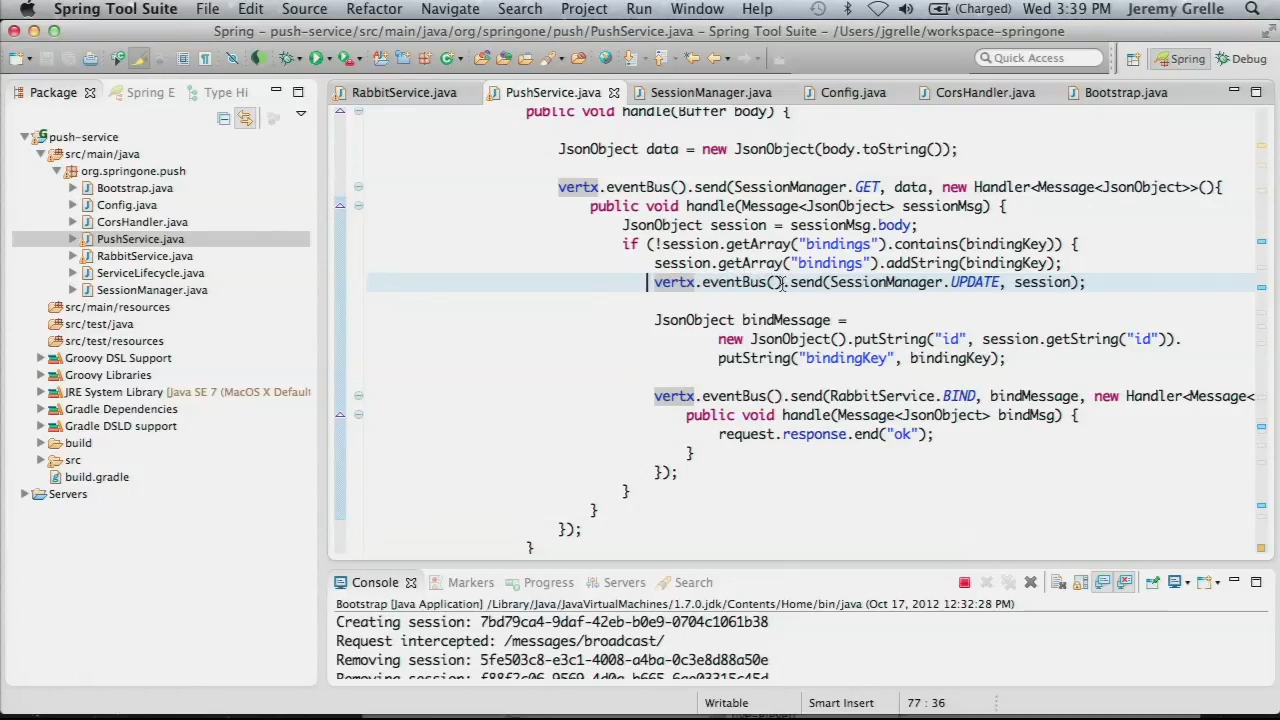 Spring Tool Suite File Edit Source Refactor Navigate Search Project Run Window Help (Charged) Wed 3:39 PM Jeremy Grelle
Spring - push-service/src/main/java/org/springone/push/PushService.java - Spring Tool Suite - /Users/jgrelle/workspace-springone
Quick Access Spring Debug
Package Spring E Type Hi
push-service
src/main/java
org.springone.push
Bootstrap.java
Config.java
CorsHandler.java
PushService.java
RabbitService.java
ServiceLifecycle.java
SessionManager.java
src/main/resources
src/test/java
src/test/resources
Groovy DSL Support
Groovy Libraries
JRE System Library [Java SE 7 (MacOS X Default
Gradle Dependencies
Gradle DSLD support
build
src
build.gradle
Servers
RabbitService.java PushService.java SessionManager.java Config.java CorsHandler.java Bootstrap.java
public void handle(Buffer body) {
JsonObject data = new JsonObject(body.toString());
vertx.eventBus().send(SessionManager.GET, data, new Handler<Message<JsonObject>>(){
public void handle(Message<JsonObject> sessionMsg) {
JsonObject session = sessionMsg.body;
if (!session.getArray("bindings").contains(bindingKey)) {
session.getArray("bindings").addString(bindingKey);
vertx.eventBus().send(SessionManager.UPDATE, session);
JsonObject bindMessage =
new JsonObject().putString("id", session.getString("id")).
putString("bindingKey", bindingKey);
vertx.eventBus().send(RabbitService.BIND, bindMessage, new Handler<Message<
public void handle(Message<JsonObject> bindMsg) {
request.response.end("ok");
}
});
}
}
});
}
Console Markers Progress Servers Search
Bootstrap [Java Application] /Library/Java/JavaVirtualMachines/1.7.0.jdk/Contents/Home/bin/java (Oct 17, 2012 12:32:28 PM)
Creating session: 7bd79ca4-9daf-42eb-b0e9-0704c1061b38
Request intercepted: /messages/broadcast/
Removing session: 5fe503c8-e3c1-4008-a4ba-0c3e8d88a50e
Writable Smart Insert 77 : 36